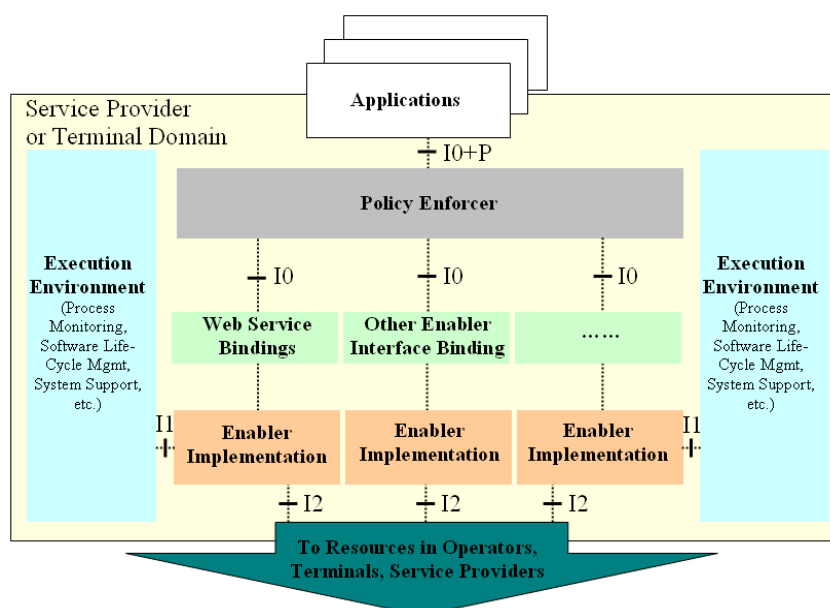 Applications
Service Provider
or Terminal Domain
I0+P
Policy Enforcer
Execution
Environment
(Process
Monitoring,
Software Life-
Cycle Mgmt,
System Support,
etc.)
I0
I0
I0
Execution
Environment
(Process
Monitoring,
Software Life-
Cycle Mgmt,
System Support,
etc.)
Web Service
Bindings
Other Enabler
Interface Binding
……
I1
Enabler
Implementation
Enabler
Implementation
Enabler
Implementation
I1
I2
I2
I2
To Resources in Operators,
Terminals, Service Providers